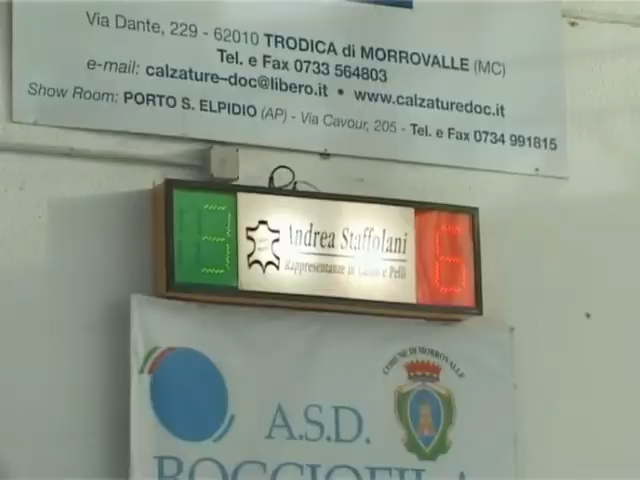 Via Dante, 229 - 62010 TRODICA di MORROVALLE (MC)
Tel. e Fax 0733 564803
e-mail: calzature-doc@libero.it • www.calzaturedoc.it
Show Room: PORTO S. ELPIDIO (AP) - Via Cavour, 205 - Tel. e Fax 0734 991815
Andrea Staffolani
Rappresentanze in e Pelli
COMUNE DI MORROVALLE
A.S.D.